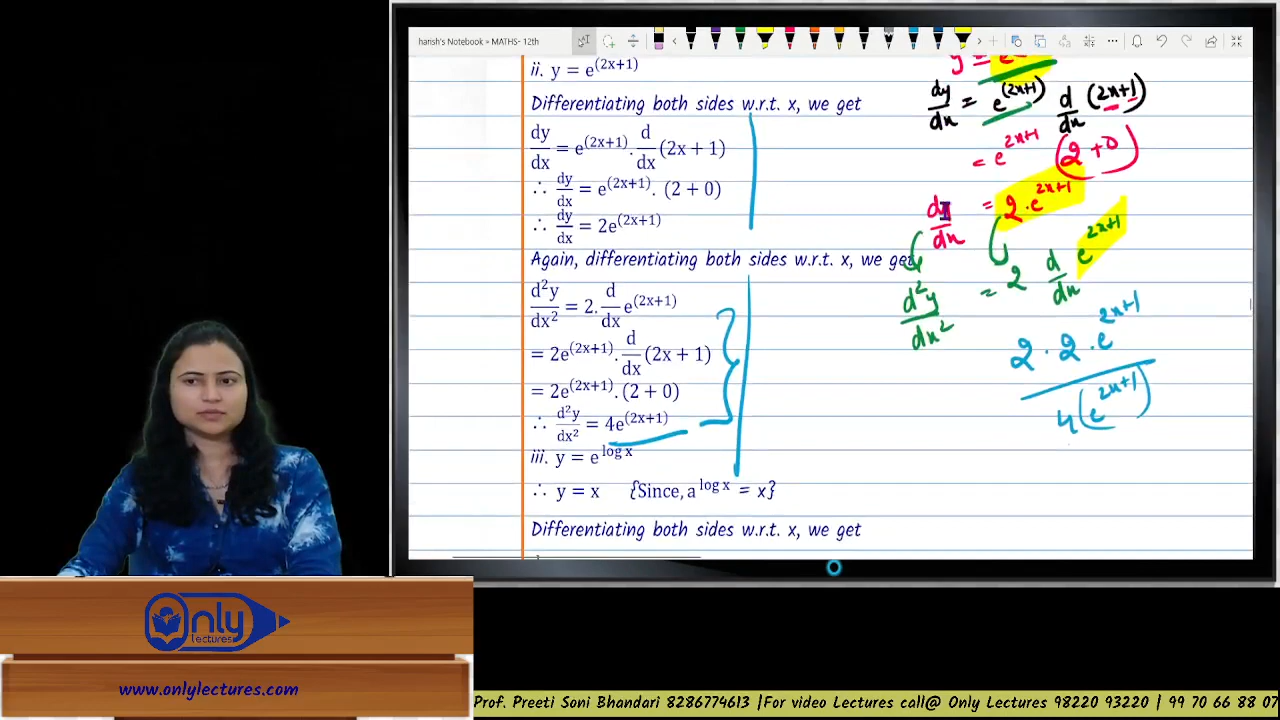 harish's Notebook » MATHS- 12th
ii. y = e^(2x+1)
Differentiating both sides w.r.t. x, we get
dy/dx = e^(2x+1). d/dx (2x + 1)
∴ dy/dx = e^(2x+1). (2 + 0)
∴ dy/dx = 2e^(2x+1)
Again, differentiating both sides w.r.t. x, we get
d²y/dx² = 2. d/dx e^(2x+1)
= 2e^(2x+1). d/dx (2x + 1)
= 2e^(2x+1). (2 + 0)
∴ d²y/dx² = 4e^(2x+1)
iii. y = e^log x
∴ y = x {Since, a^log x = x}
Differentiating both sides w.r.t. x, we get
dy/dx = e^(2x+1) d/dx (2x+1)
= e^2x+1 (2+0)
dy/dx = 2·e^2x+1
d²y/dx² = 2 d/dx e^2x+1
2 · 2 · e^2x+1
4(e^2x+1)
Only
lectures
www.onlylectures.com
Prof. Preeti Soni Bhandari 8286774613 |For video Lectures call@ Only Lectures 98220 93220 | 99 70 66 88 07